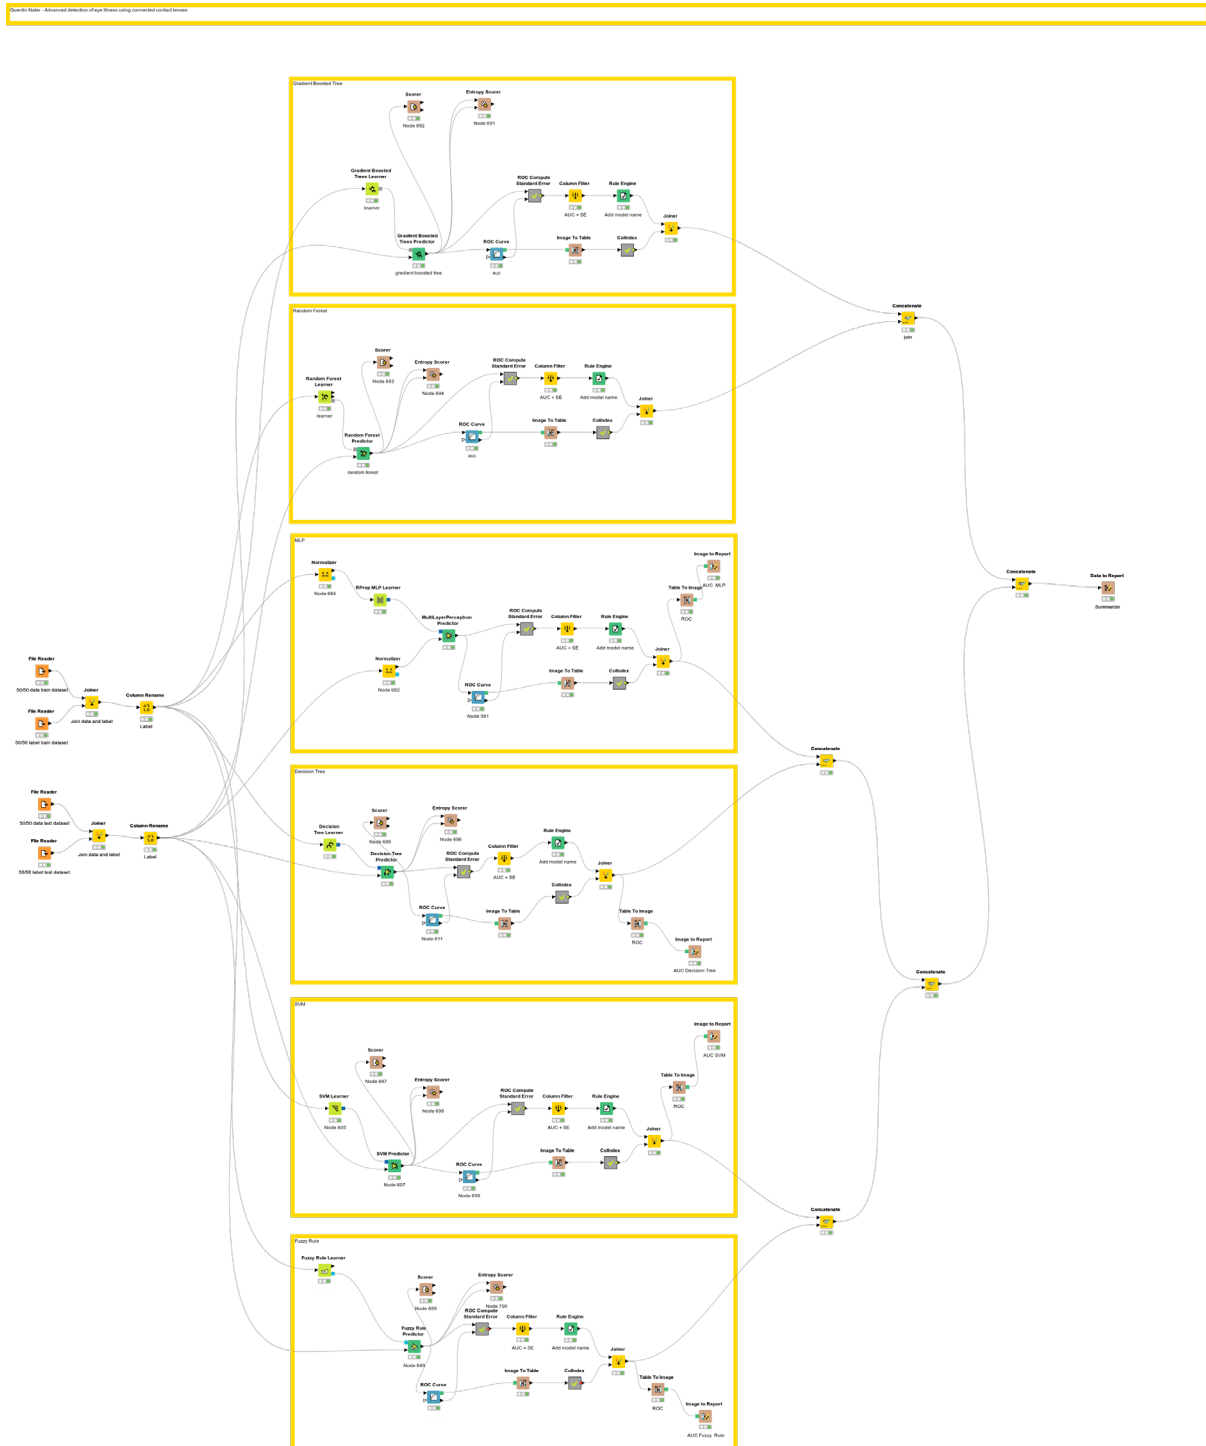 Quentin Naler - Advanced detection of eye illness using connected contact lenses
Gradient Boosted Tree
Scorer
Node 692
Entropy Scorer
Node 691
Gradient Boosted
Trees Learner
learner
ROC Compute
Standard Error
Column Filter
AUC + SE
Rule Engine
Add model name
Joiner
Gradient Boosted
Trees Predictor
gradient boosted tree
ROC Curve
auc
Image To Table
ColIndex
Concatenate
join
Random Forest
Scorer
Node 693
Entropy Scorer
Node 694
Random Forest
Learner
learner
ROC Compute
Standard Error
Column Filter
AUC + SE
Rule Engine
Add model name
Joiner
Random Forest
Predictor
random forest
ROC Curve
auc
Image To Table
ColIndex
MLP
Normalizer
Node 684
RProp MLP Learner
MultiLayerPerceptron
Predictor
Normalizer
Node 682
ROC Compute
Standard Error
Column Filter
AUC + SE
Rule Engine
Add model name
Joiner
ROC Curve
Node 591
Image To Table
ColIndex
Table To Image
ROC
Image to Report
AUC MLP
Concatenate
Data to Report
Summarize
File Reader
50/50 data train dataset
File Reader
50/50 label train dataset
Joiner
Join data and label
Column Rename
Label
File Reader
50/50 data test dataset
File Reader
50/50 label test dataset
Joiner
Join data and label
Column Rename
Label
Concatenate
Decision Tree
Scorer
Node 695
Entropy Scorer
Node 696
Decision
Tree Learner
Decision Tree
Predictor
ROC Compute
Standard Error
Column Filter
AUC + SE
Rule Engine
Add model name
Joiner
ROC Curve
Node 611
Image To Table
ColIndex
Table To Image
ROC
Image to Report
AUC Decision Tree
Concatenate
SVM
Scorer
Node 697
Entropy Scorer
Node 698
SVM Learner
Node 605
SVM Predictor
Node 607
ROC Compute
Standard Error
Column Filter
AUC + SE
Rule Engine
Add model name
Joiner
ROC Curve
Node 609
Image To Table
ColIndex
Table To Image
ROC
Image to Report
AUC SVM
Concatenate
Fuzzy Rule
Fuzzy Rule Learner
Scorer
Node 699
Entropy Scorer
Node 700
Fuzzy Rule
Predictor
ROC Compute
Standard Error
Column Filter
AUC + SE
Rule Engine
Add model name
Joiner
ROC Curve
Image To Table
ColIndex
Table To Image
ROC
Image to Report
AUC Fuzzy Rule